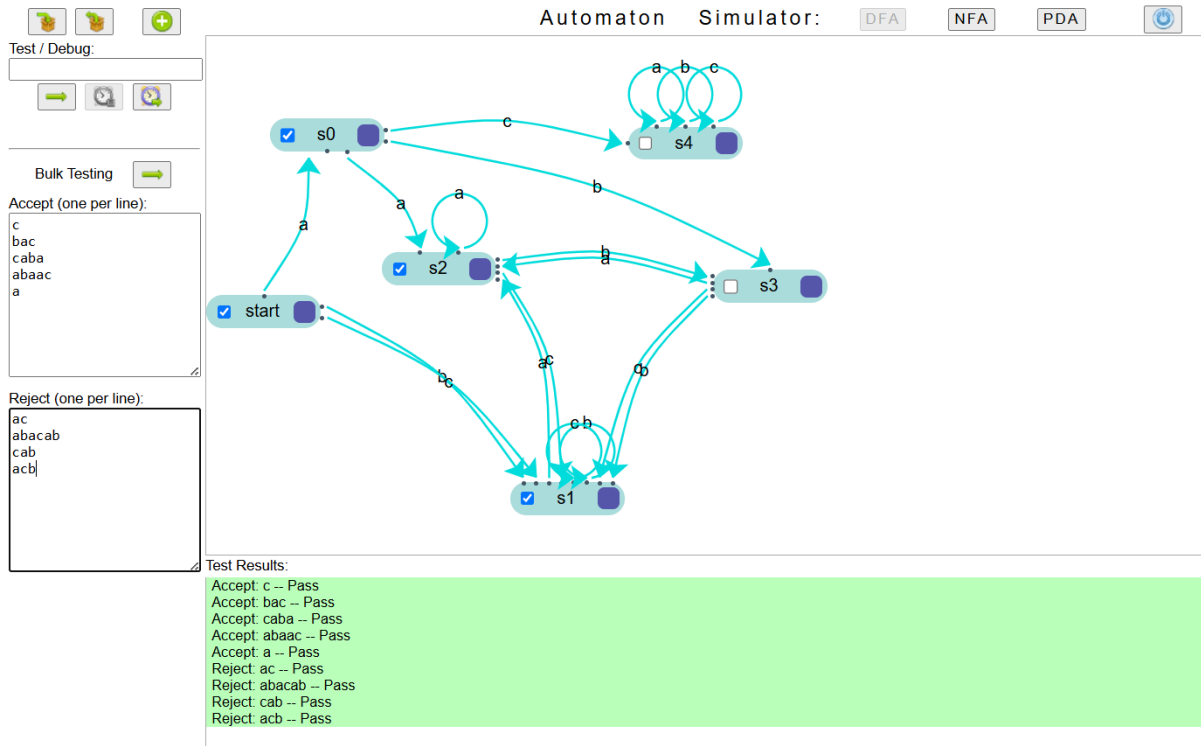 Automaton Simulator: DFA NFA PDA
Test / Debug:
Bulk Testing
Accept (one per line):
c
bac
caba
abaac
a
Reject (one per line):
ac
abacab
cab
acb
a b c
s0
c
s4
b
a
a
a
s2
b
a
s3
start
a
c
b
c
c
b
c b
s1
Test Results:
Accept: c -- Pass
Accept: bac -- Pass
Accept: caba -- Pass
Accept: abaac -- Pass
Accept: a -- Pass
Reject: ac -- Pass
Reject: abacab -- Pass
Reject: cab -- Pass
Reject: acb -- Pass